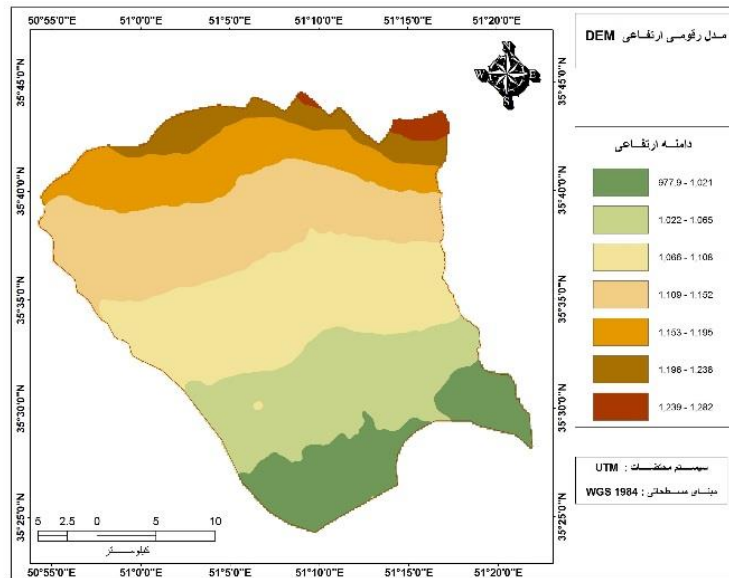 50°55'0"E 51°0'0"E 51°5'0"E 51°10'0"E 51°15'0"E 51°20'0"E
مدل رقومی ارتفاعی DEM
N
W E
S
35°45'0"N 35°45'0"N
دامنه ارتفاعی
977.9 - 1.021
35°40'0"N 35°40'0"N
1.022 - 1.065
1.066 - 1.108
1.109 - 1.152
35°35'0"N 35°35'0"N
1.153 - 1.195
1.196 - 1.238
1.239 - 1.282
35°30'0"N 35°30'0"N
سیستم مختصات : UTM
مبنای مسطحاتی : WGS 1984
35°25'0"N 35°25'0"N
5 2.5 0 5 10
کیلومتر
50°55'0"E 51°0'0"E 51°5'0"E 51°10'0"E 51°15'0"E 51°20'0"E